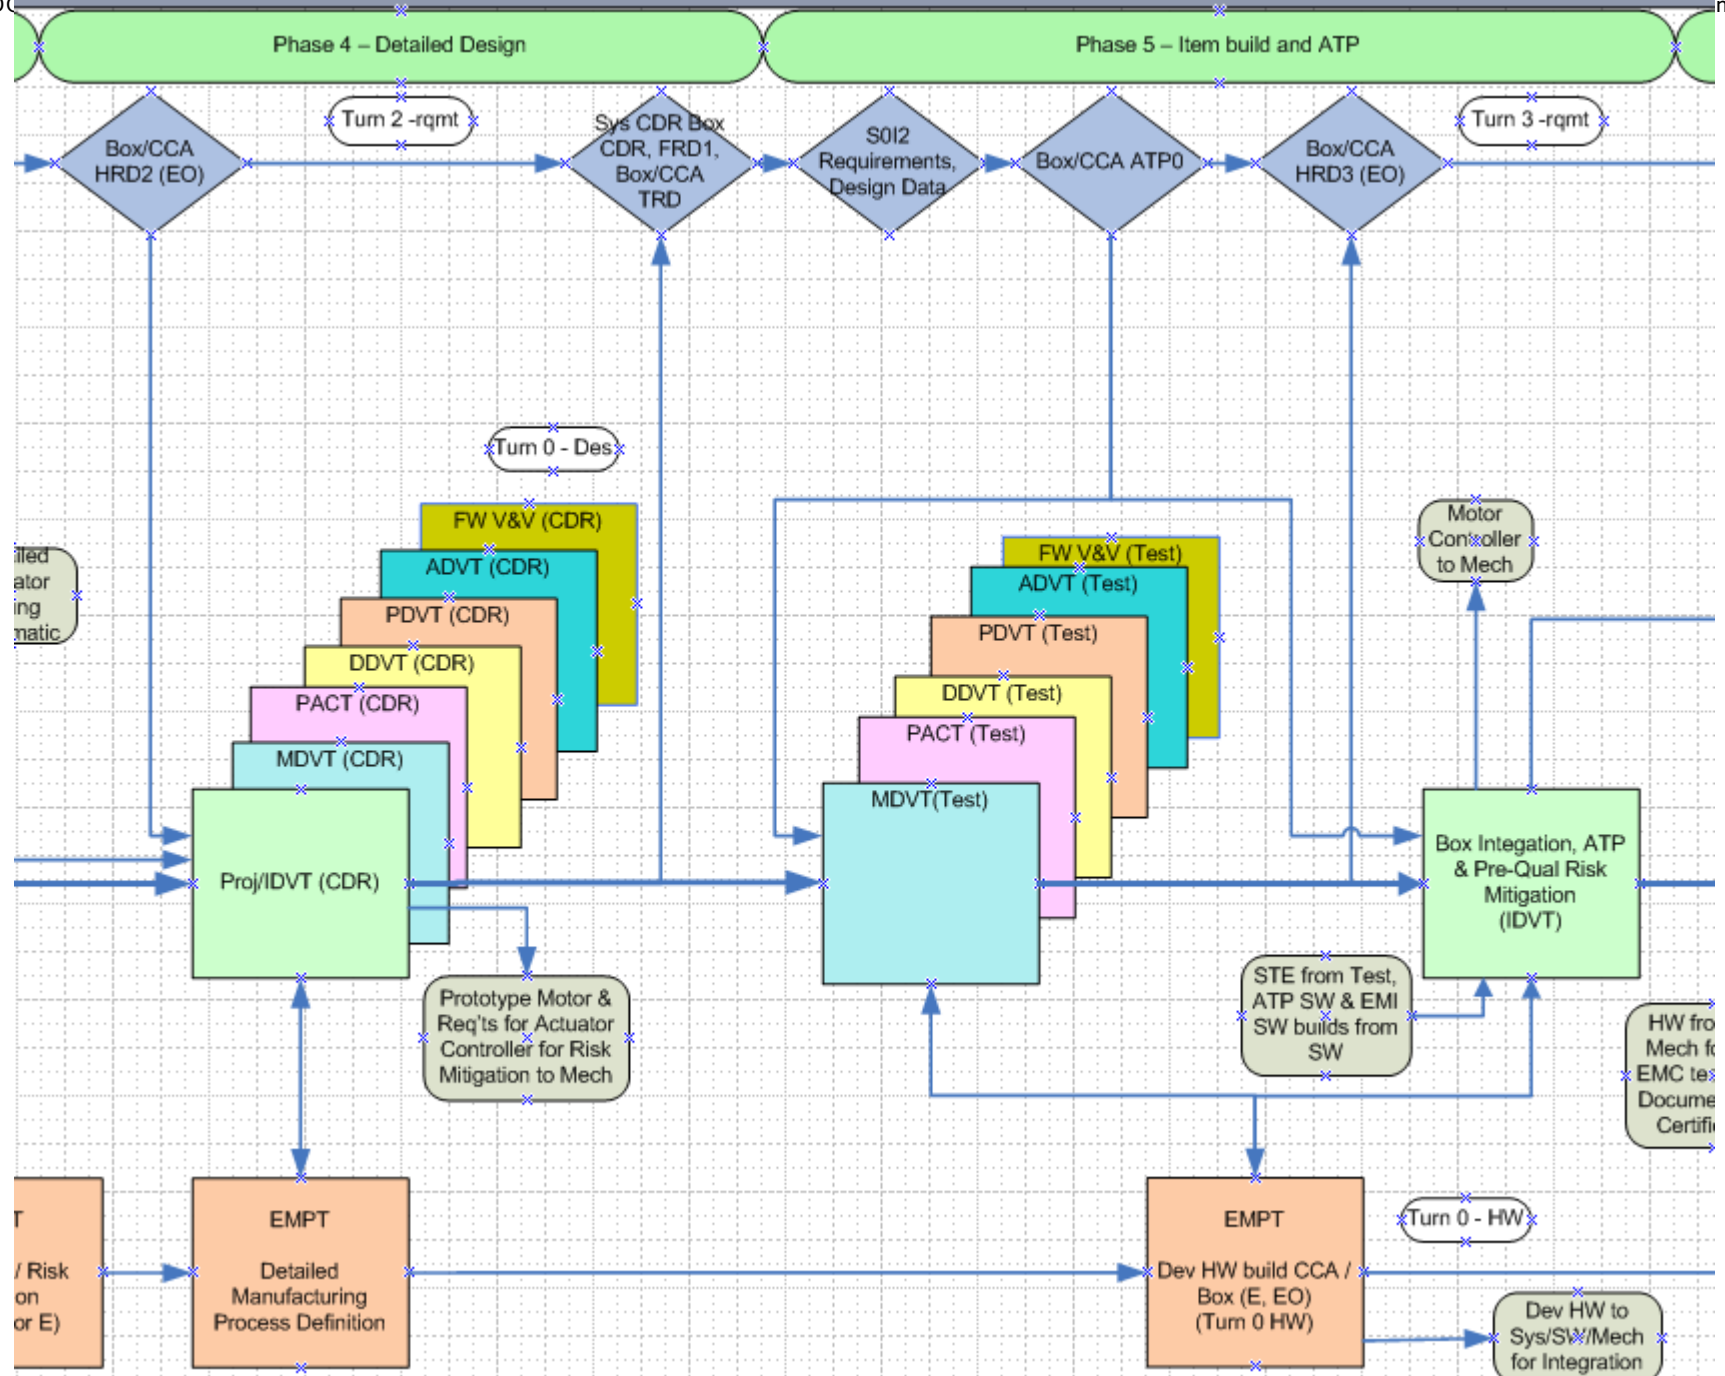 Phase 4 – Detailed Design
Phase 5 – Item build and ATP
Box/CCA
HRD2 (EO)
Turn 2 -rqmt
Sys CDR Box
CDR, FRD1,
Box/CCA
TRD
S0I2
Requirements,
Design Data
Box/CCA ATP0
Box/CCA
HRD3 (EO)
Turn 3 -rqmt
Turn 0 - Des
FW V&V (CDR)
ADVT (CDR)
PDVT (CDR)
DDVT (CDR)
PACT (CDR)
MDVT (CDR)
Proj/IDVT (CDR)
FW V&V (Test)
ADVT (Test)
PDVT (Test)
DDVT (Test)
PACT (Test)
MDVT(Test)
Motor
Controller
to Mech
Box Integation, ATP
& Pre-Qual Risk
Mitigation
(IDVT)
Prototype Motor &
Req'ts for Actuator
Controller for Risk
Mitigation to Mech
STE from Test,
ATP SW & EMI
SW builds from
SW
HW
Mech
EMC
/ Risk
or E)
EMPT
Detailed
Manufacturing
Process Definition
EMPT
Dev HW build CCA /
Box (E, EO)
(Turn 0 HW)
Turn 0 - HW
Dev HW to
Sys/SW/Mech
for Integration